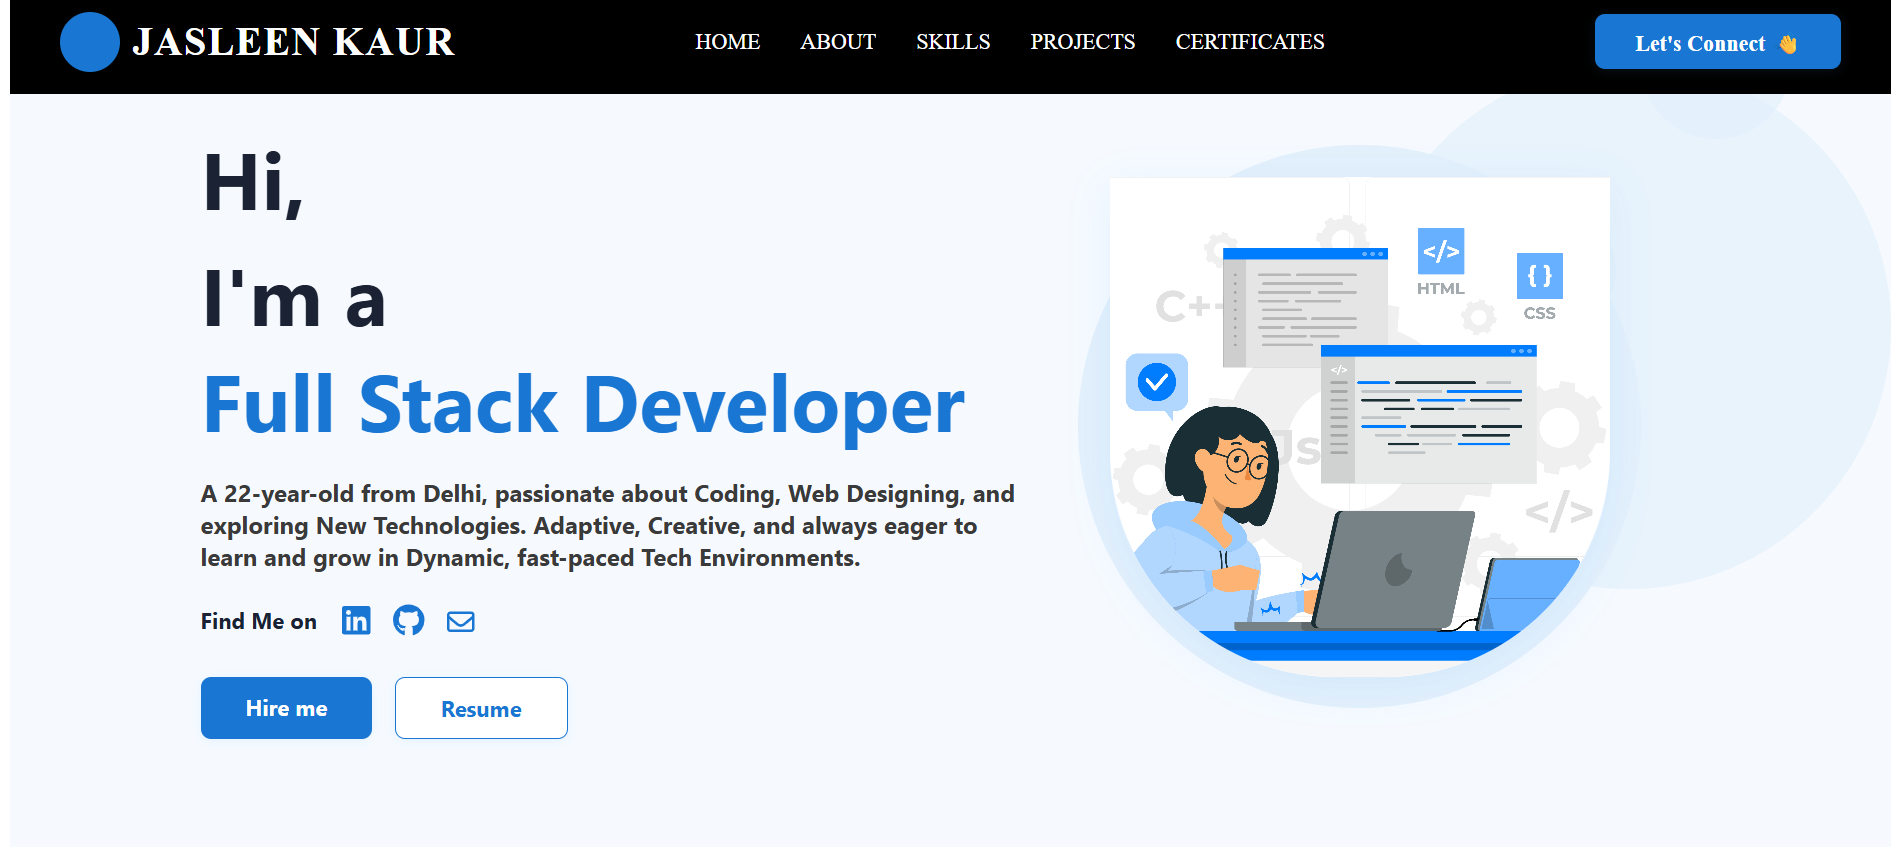 JASLEEN KAUR
HOME ABOUT SKILLS PROJECTS CERTIFICATES
Let's Connect 👋
Hi,
I'm a
Full Stack Developer
A 22-year-old from Delhi, passionate about Coding, Web Designing, and
exploring New Technologies. Adaptive, Creative, and always eager to
learn and grow in Dynamic, fast-paced Tech Environments.
Find Me on
in
Hire me
Resume
</>
HTML
{ }
CSS
C++
</>
Js
</>